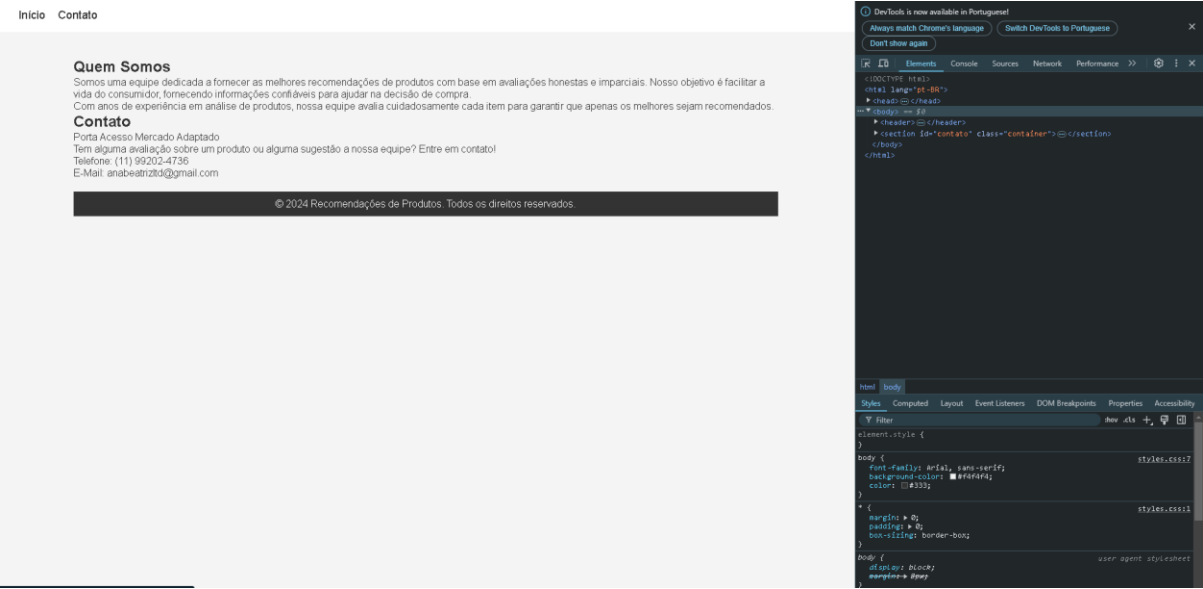 Início Contato
Quem Somos
Somos uma equipe dedicada a fornecer as melhores recomendações de produtos com base em avaliações honestas e imparciais. Nosso objetivo é facilitar a
vida do consumidor, fornecendo informações confiáveis para ajudar na decisão de compra.
Com anos de experiência em análise de produtos, nossa equipe avalia cuidadosamente cada item para garantir que apenas os melhores sejam recomendados.
Contato
Porta Acesso Mercado Adaptado
Tem alguma avaliação sobre um produto ou alguma sugestão a nossa equipe? Entre em contato!
Telefone: (11) 99202-4736
E-Mail: anabeatrizltd@gmail.com
© 2024 Recomendações de Produtos. Todos os direitos reservados.
DevTools is now available in Portuguese!
Always match Chrome's language Switch DevTools to Portuguese
Don't show again
Elements Console Sources Network Performance
<!DOCTYPE html>
<html lang="pt-BR">
<head> </head>
<body> == $0
<header> </header>
<section id="contato" class="container"> </section>
</body>
</html>
html body
Styles Computed Layout Event Listeners DOM Breakpoints Properties Accessibility
Filter :hov .cls
element.style {
}
body { styles.css:7
font-family: Arial, sans-serif;
background-color: #f4f4f4;
color: #333;
}
* { styles.css:1
margin: 0;
padding: 0;
box-sizing: border-box;
}
body { user agent stylesheet
display: block;
margin: 8px;
}